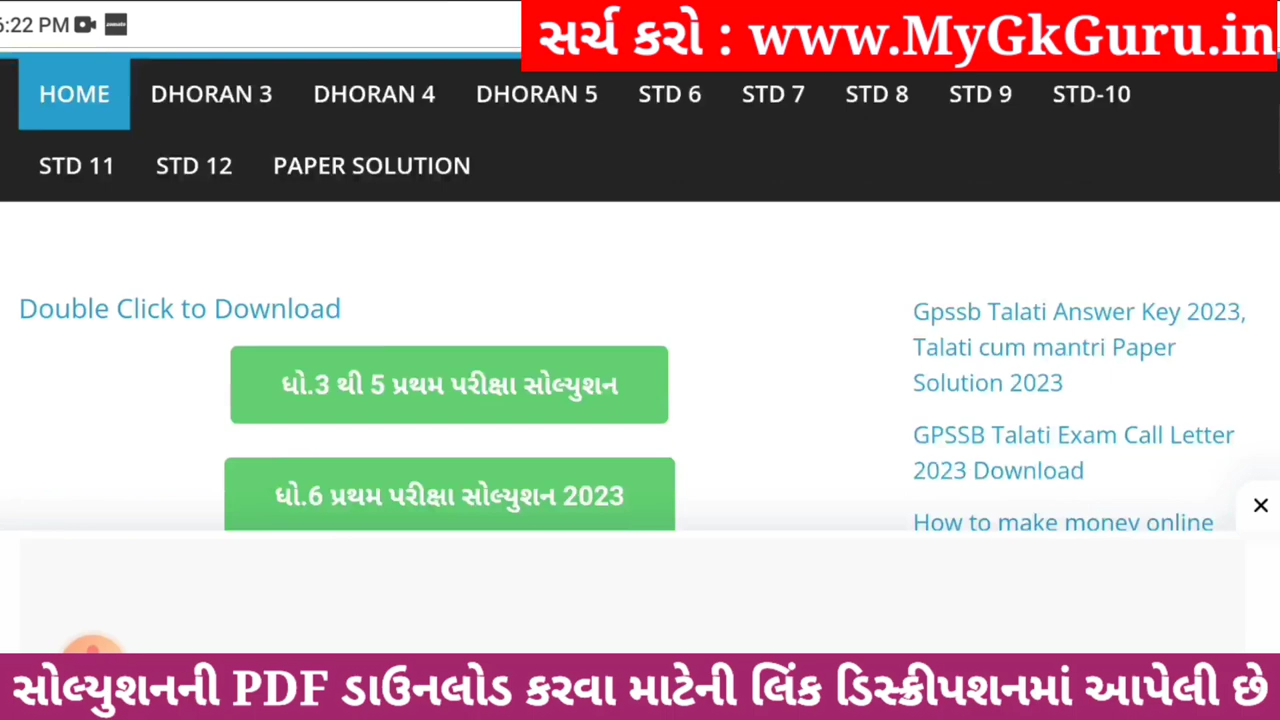 6:22 PM
સર્ચ કરો : www.MyGkGuru.in
HOME DHORAN 3 DHORAN 4 DHORAN 5 STD 6 STD 7 STD 8 STD 9 STD-10
STD 11 STD 12 PAPER SOLUTION
Double Click to Download
ધો.3 થી 5 પ્રથમ પરીક્ષા સોલ્યુશન
ધો.6 પ્રથમ પરીક્ષા સોલ્યુશન 2023
Gpssb Talati Answer Key 2023,
Talati cum mantri Paper
Solution 2023
GPSSB Talati Exam Call Letter
2023 Download
How to make money online
સોલ્યુશનની PDF ડાઉનલોડ કરવા માટેની લિંક ડિસ્ક્રીપશનમાં આપેલી છે